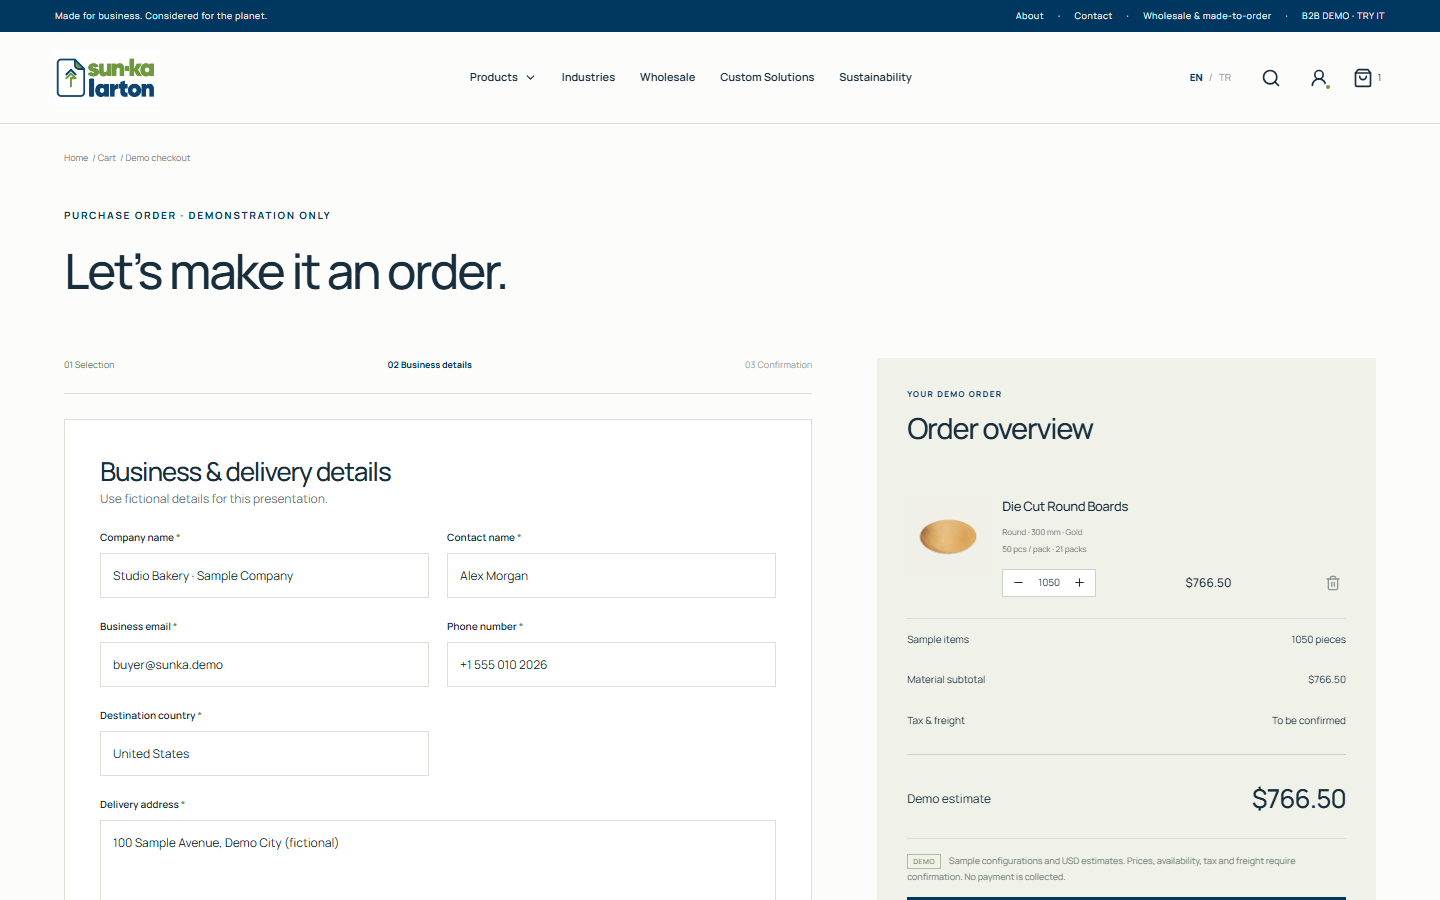 Made for business. Considered for the planet.
About · Contact · Wholesale & made-to-order · B2B DEMO · TRY IT
sun-ka
larton
Products Industries Wholesale Custom Solutions Sustainability
EN / TR
1
Home / Cart / Demo checkout
PURCHASE ORDER · DEMONSTRATION ONLY
Let's make it an order.
01 Selection
02 Business details
03 Confirmation
Business & delivery details
Use fictional details for this presentation.
Company name *
Contact name *
Studio Bakery · Sample Company
Alex Morgan
Business email *
Phone number *
buyer@sunka.demo
+1 555 010 2026
Destination country *
United States
Delivery address *
100 Sample Avenue, Demo City (fictional)
YOUR DEMO ORDER
Order overview
Die Cut Round Boards
Round · 300 mm · Gold
50 pcs / pack · 21 packs
− 1050 + $766.50
Sample items 1050 pieces
Material subtotal $766.50
Tax & freight To be confirmed
Demo estimate $766.50
DEMO Sample configurations and USD estimates. Prices, availability, tax and freight require
confirmation. No payment is collected.